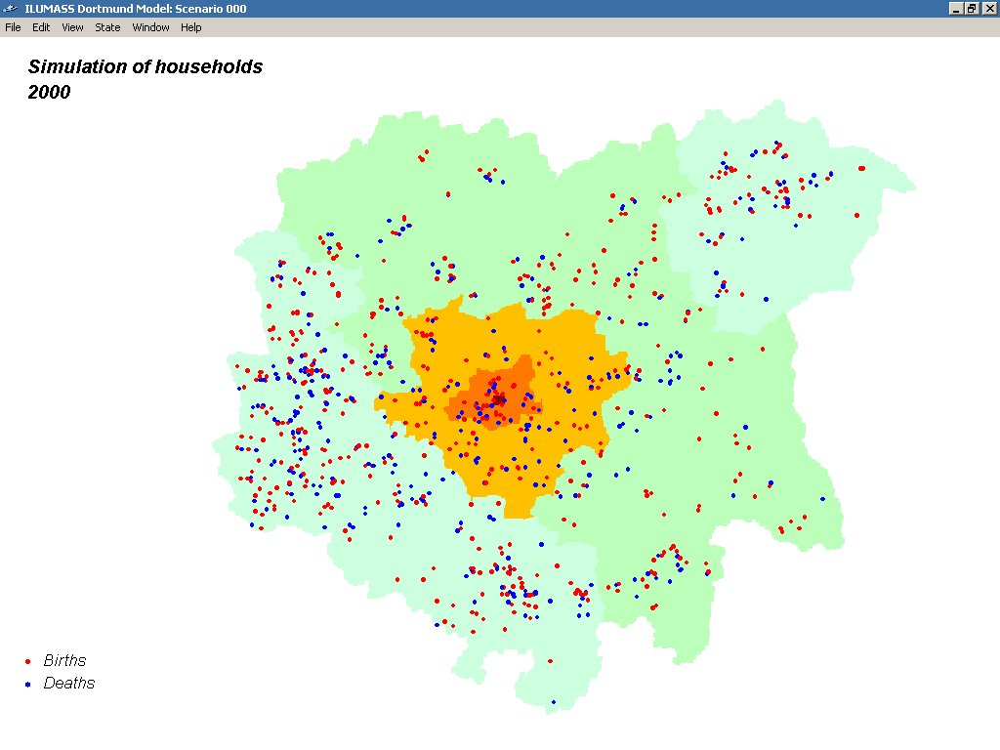 ILUMASS Dortmund Model: Scenario 000
File Edit View State Window Help
Simulation of households
2000
Births
Deaths